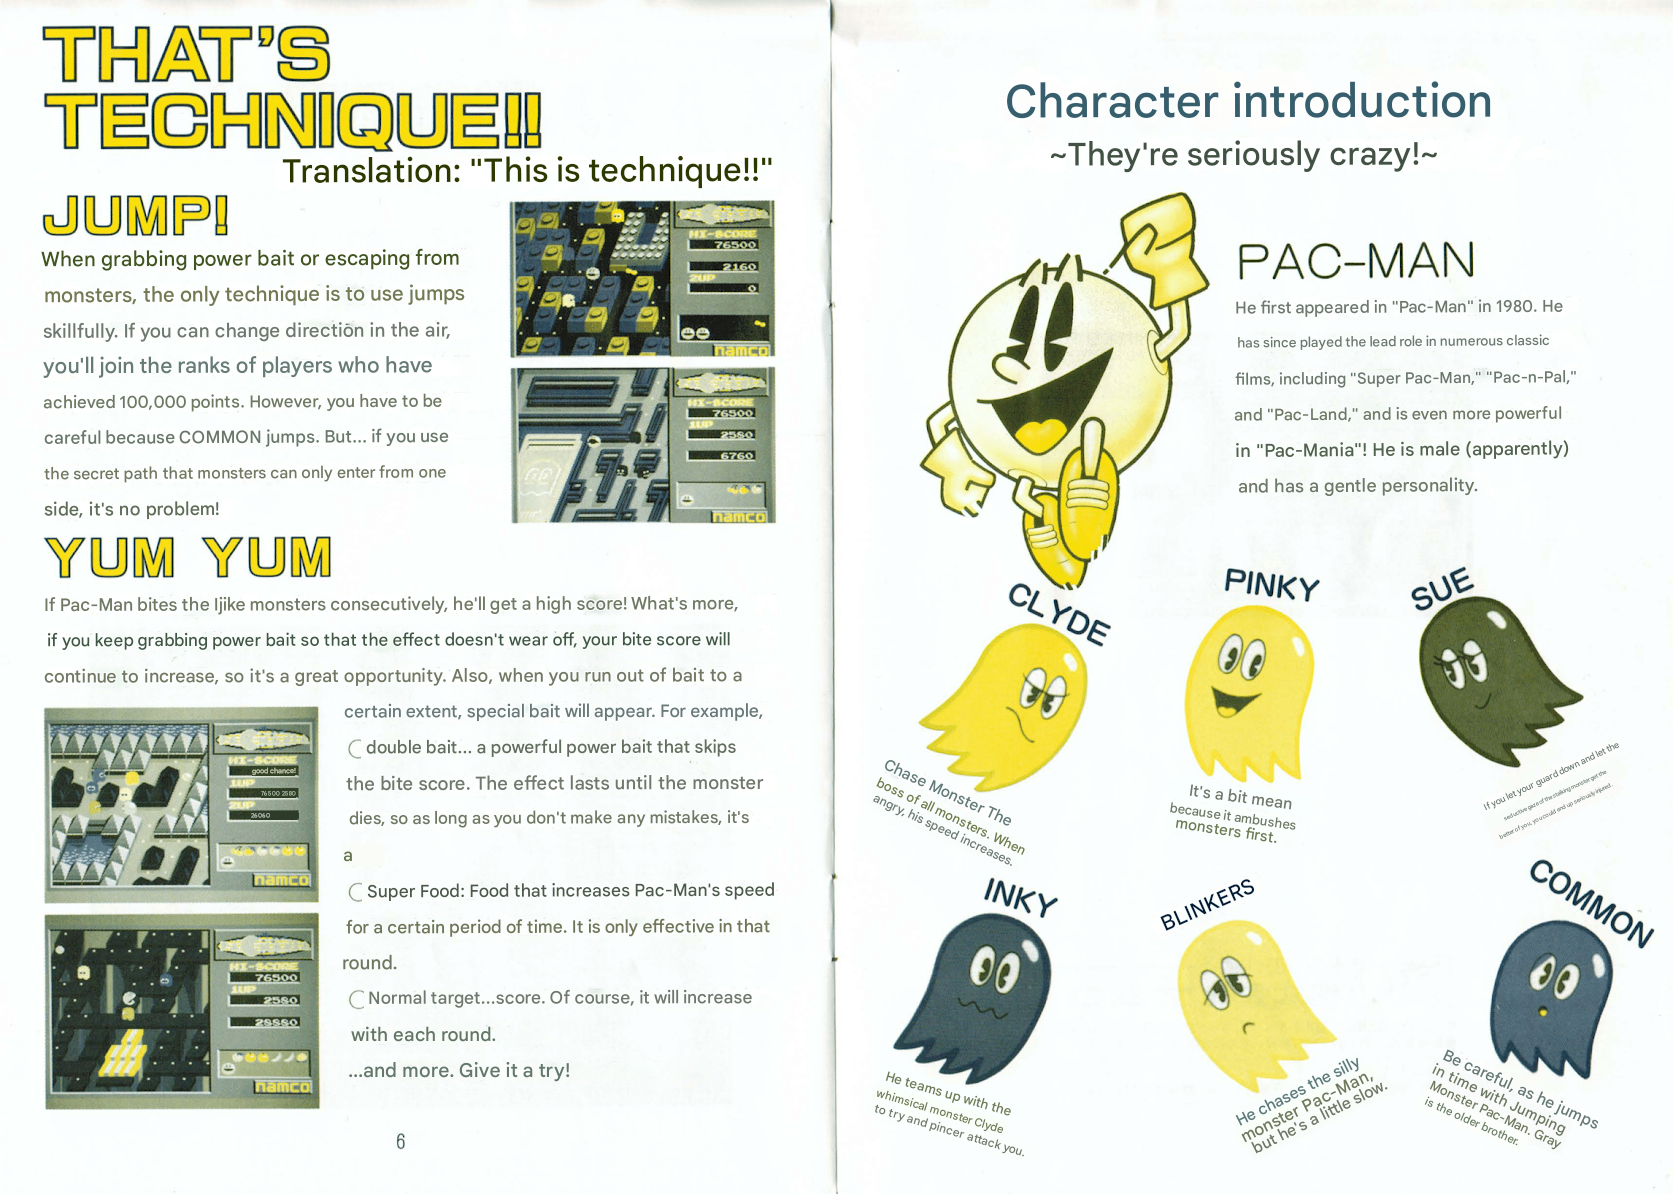 THAT'S
TECHNIQUE!!
Translation: "This is technique!!"
JUMP!
When grabbing power bait or escaping from
monsters, the only technique is to use jumps
skillfully. If you can change direction in the air,
you'll join the ranks of players who have
achieved 100,000 points. However, you have to be
careful because COMMON jumps. But... if you use
the secret path that monsters can only enter from one
side, it's no problem!
HI-SCORE
76500
2160
2UP
0
namco
HI-SCORE
76500
1UP
2580
6760
namco
YUM YUM
If Pac-Man bites the Ijike monsters consecutively, he'll get a high score! What's more,
if you keep grabbing power bait so that the effect doesn't wear off, your bite score will
continue to increase, so it's a great opportunity. Also, when you run out of bait to a
certain extent, special bait will appear. For example,
double bait... a powerful power bait that skips
the bite score. The effect lasts until the monster
dies, so as long as you don't make any mistakes, it's
a
Super Food: Food that increases Pac-Man's speed
for a certain period of time. It is only effective in that
round.
Normal target...score. Of course, it will increase
with each round.
...and more. Give it a try!
HI-SCORE
good chance!
1UP
76500 2580
2UP
26060
namco
HI-SCORE
76500
1UP
2580
28880
namco
6
Character introduction
~They're seriously crazy!~
PAC-MAN
He first appeared in "Pac-Man" in 1980. He
has since played the lead role in numerous classic
films, including "Super Pac-Man," "Pac-n-Pal,"
and "Pac-Land," and is even more powerful
in "Pac-Mania"! He is male (apparently)
and has a gentle personality.
CLYDE
Chase Monster The
boss of all monsters. When
angry, his speed increases.
PINKY
It's a bit mean
because it ambushes
monsters first.
SUE
If you let your guard down and let the
seductive gaze of the stalking monster get the
better of you, you could end up seriously injured.
INKY
He teams up with the
whimsical monster Clyde
to try and pincer attack you.
BLINKERS
He chases the silly
monster Pac-Man,
but he's a little slow.
COMMON
Be careful, as he jumps
in time with Jumping
Monster Pac-Man. Gray
is the older brother.